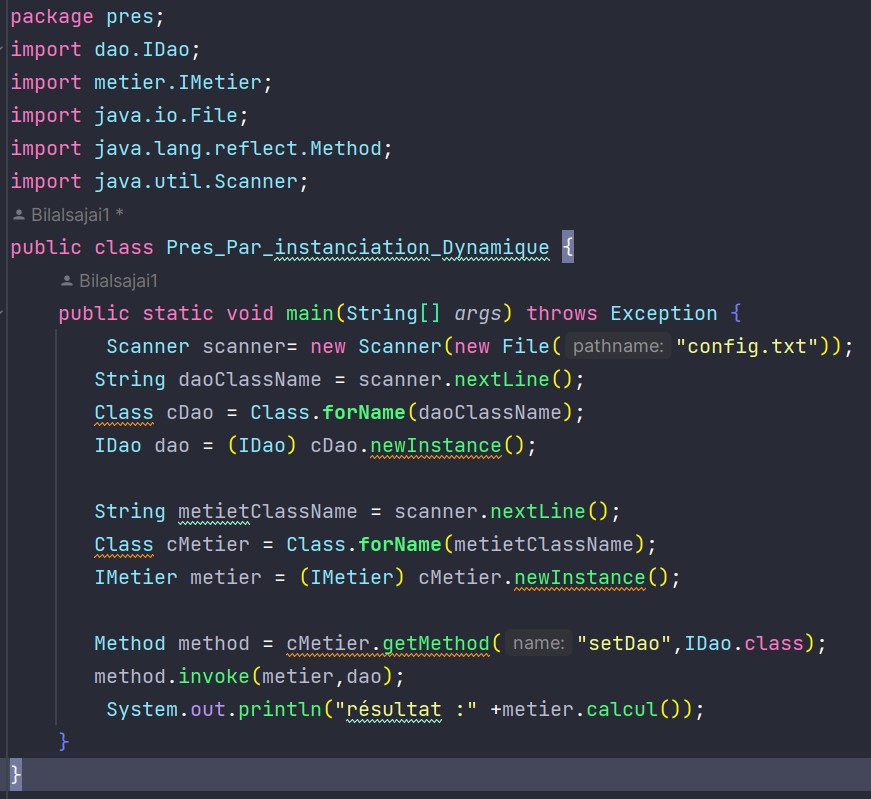 package pres;
import dao.IDao;
import metier.IMetier;
import java.io.File;
import java.lang.reflect.Method;
import java.util.Scanner;
Bilalsajai1 *
public class Pres_Par_instanciation_Dynamique {
Bilalsajai1
public static void main(String[] args) throws Exception {
Scanner scanner= new Scanner(new File( pathname: "config.txt"));
String daoClassName = scanner.nextLine();
Class cDao = Class.forName(daoClassName);
IDao dao = (IDao) cDao.newInstance();
String metietClassName = scanner.nextLine();
Class cMetier = Class.forName(metietClassName);
IMetier metier = (IMetier) cMetier.newInstance();
Method method = cMetier.getMethod( name: "setDao",IDao.class);
method.invoke(metier,dao);
System.out.println("résultat :" +metier.calcul());
}
}